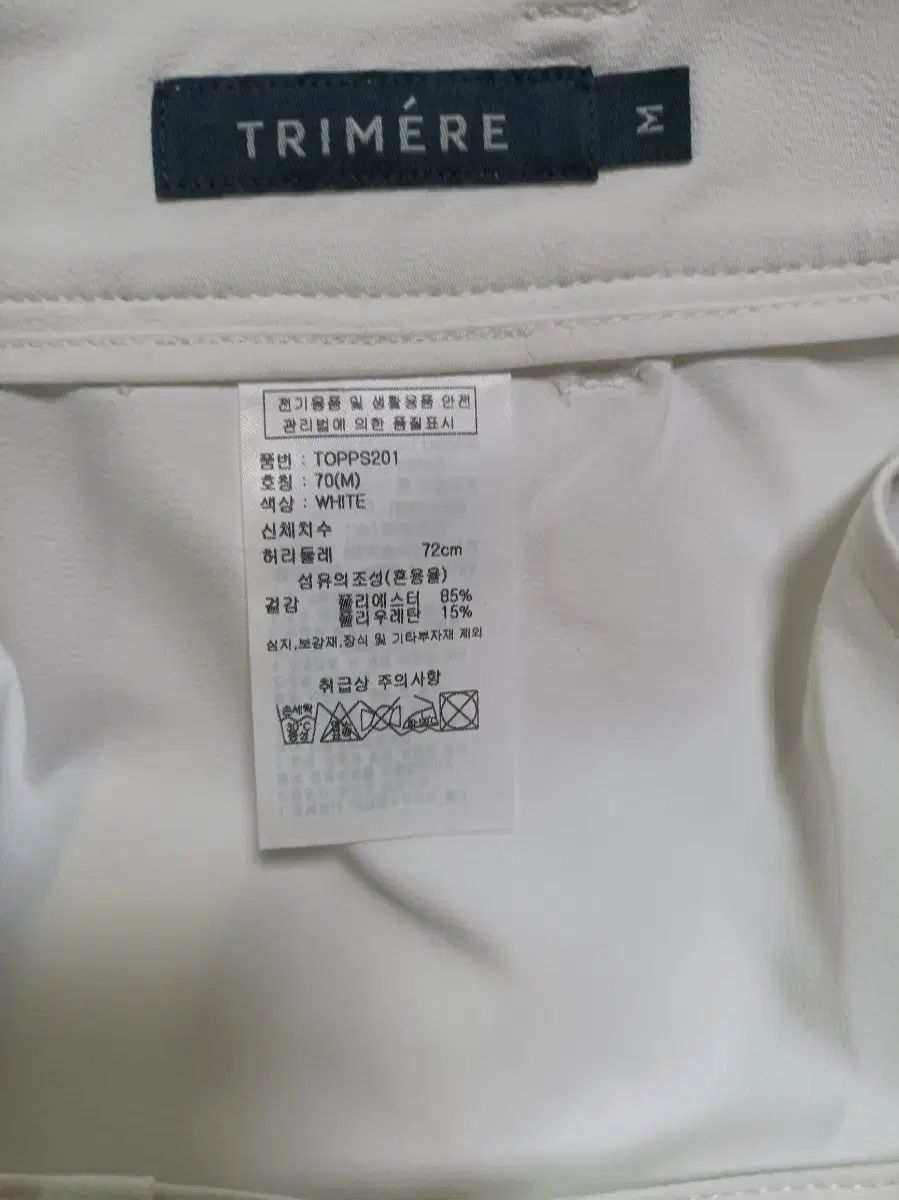 TRIMÉRE M
전기용품 및 생활용품 안전
관리법에 의한 품질표시
품번 : TOPPS201
호칭 : 70(M)
색상 : WHITE
신체치수
허리둘레 72cm
섬유의조성(혼용율)
겉감 폴리에스터 85%
폴리우레탄 15%
심지,보강재,장식 및 기타부자재 제외
취급상 주의사항
손세탁